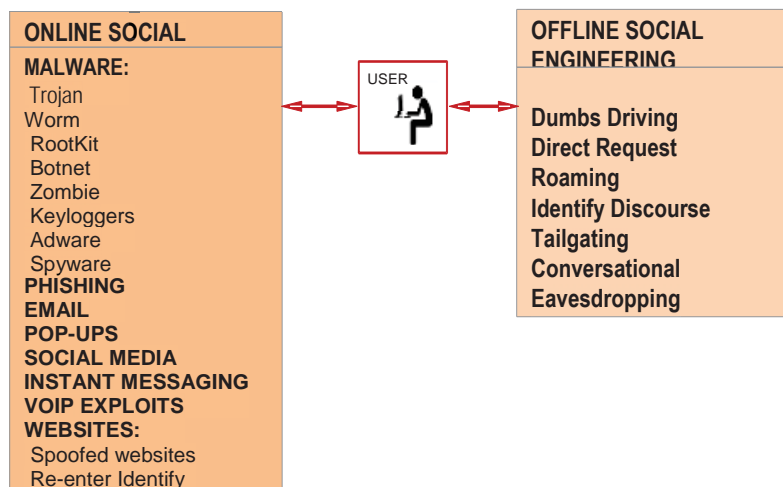 ONLINE SOCIAL
MALWARE:
Trojan
Worm
RootKit
Botnet
Zombie
Keyloggers
Adware
Spyware
PHISHING
EMAIL
POP-UPS
SOCIAL MEDIA
INSTANT MESSAGING
VOIP EXPLOITS
WEBSITES:
Spoofed websites
Re-enter Identify
USER
OFFLINE SOCIAL
ENGINEERING
Dumbs Driving
Direct Request
Roaming
Identify Discourse
Tailgating
Conversational
Eavesdropping